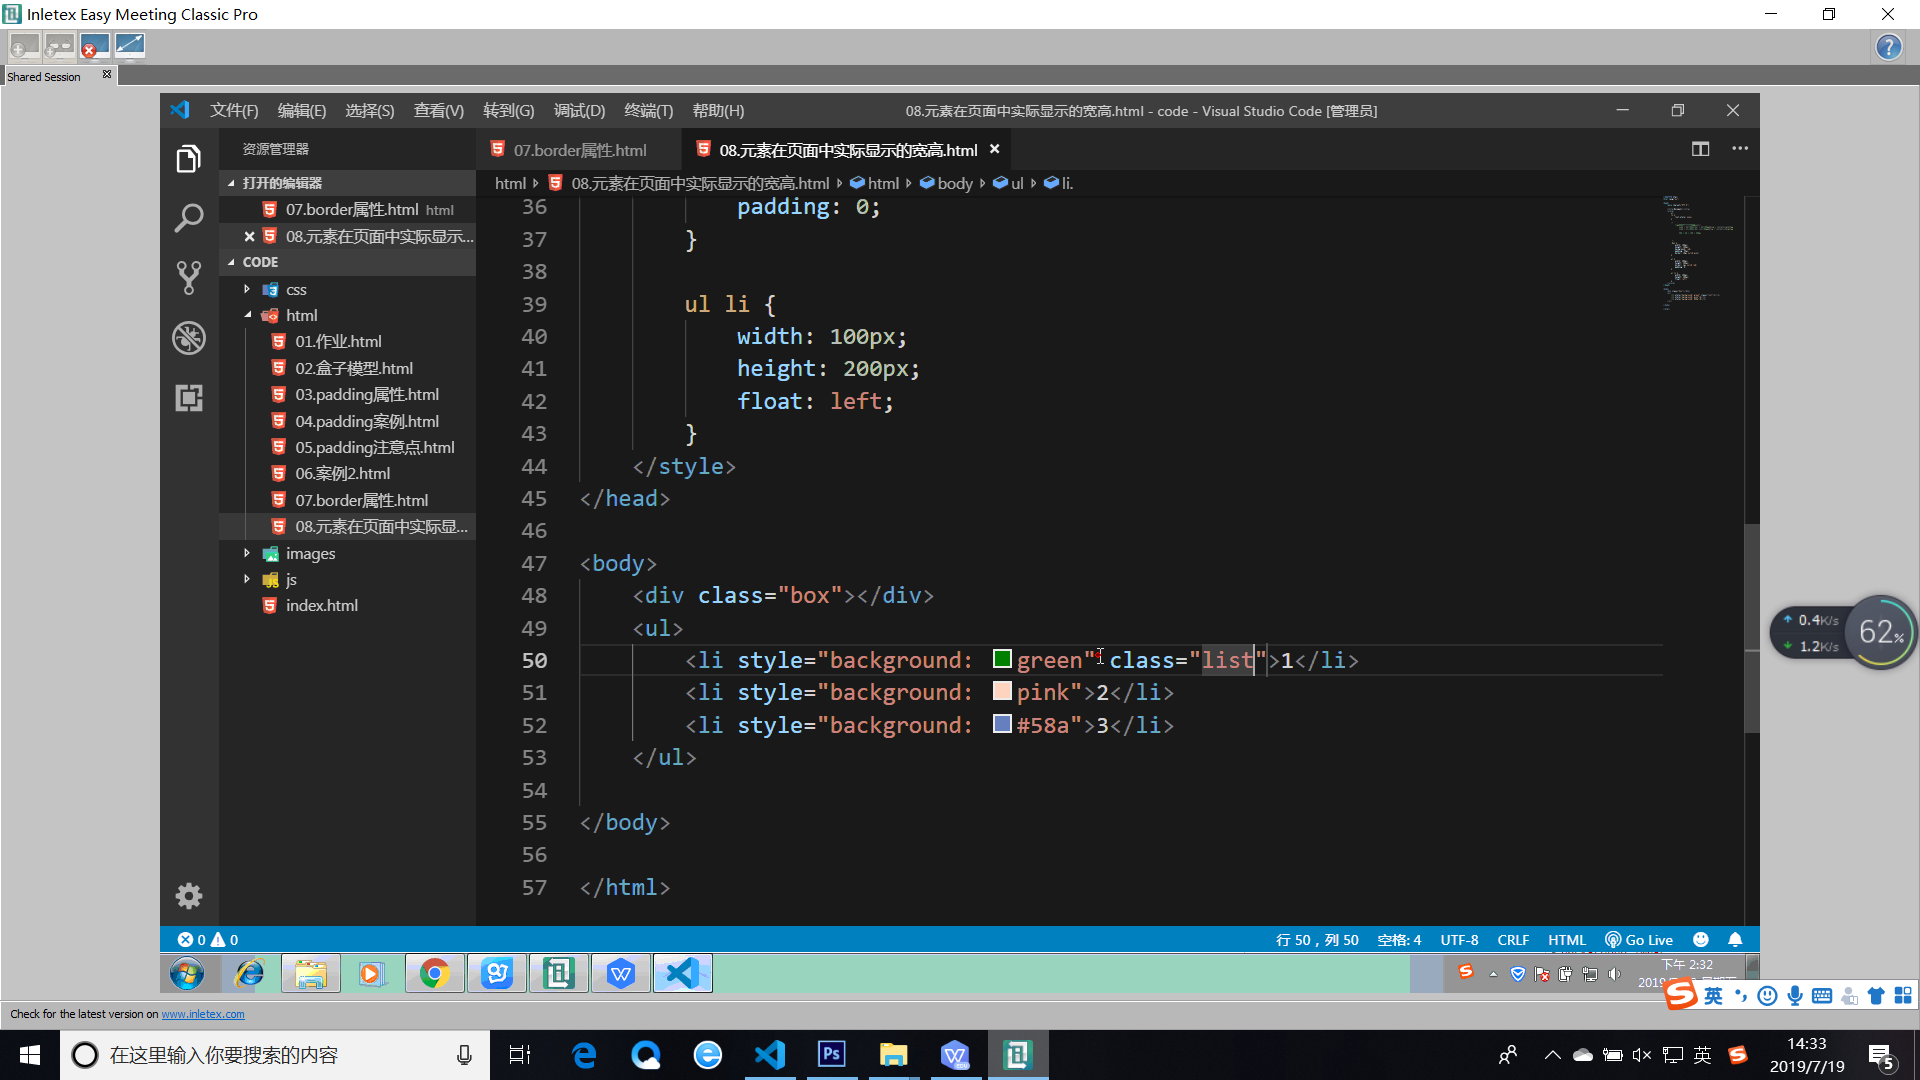 Inletex Easy Meeting Classic Pro
Shared Session
文件(F) 编辑(E) 选择(S) 查看(V) 转到(G) 调试(D) 终端(T) 帮助(H)
08.元素在页面中实际显示的宽高.html - code - Visual Studio Code [管理员]
资源管理器
07.border属性.html
08.元素在页面中实际显示的宽高.html
打开的编辑器
html 08.元素在页面中实际显示的宽高.html html body ul li.
07.border属性.html html
08.元素在页面中实际显示...
CODE
css
html
01.作业.html
02.盒子模型.html
03.padding属性.html
04.padding案例.html
05.padding注意点.html
06.案例2.html
07.border属性.html
08.元素在页面中实际显...
images
js
index.html
36 padding: 0;
37 }
38
39 ul li {
40 width: 100px;
41 height: 200px;
42 float: left;
43 }
44 </style>
45 </head>
46
47 <body>
48 <div class="box"></div>
49 <ul>
50 <li style="background: green" class="list">1</li>
51 <li style="background: pink">2</li>
52 <li style="background: #58a">3</li>
53 </ul>
54
55 </body>
56
57 </html>
0.4K/s
1.2K/s
62%
0 0
行 50，列 50 空格: 4 UTF-8 CRLF HTML Go Live
下午 2:32
英
Check for the latest version on www.inletex.com
在这里输入你要搜索的内容
Ps
英
14:33
2019/7/19
5